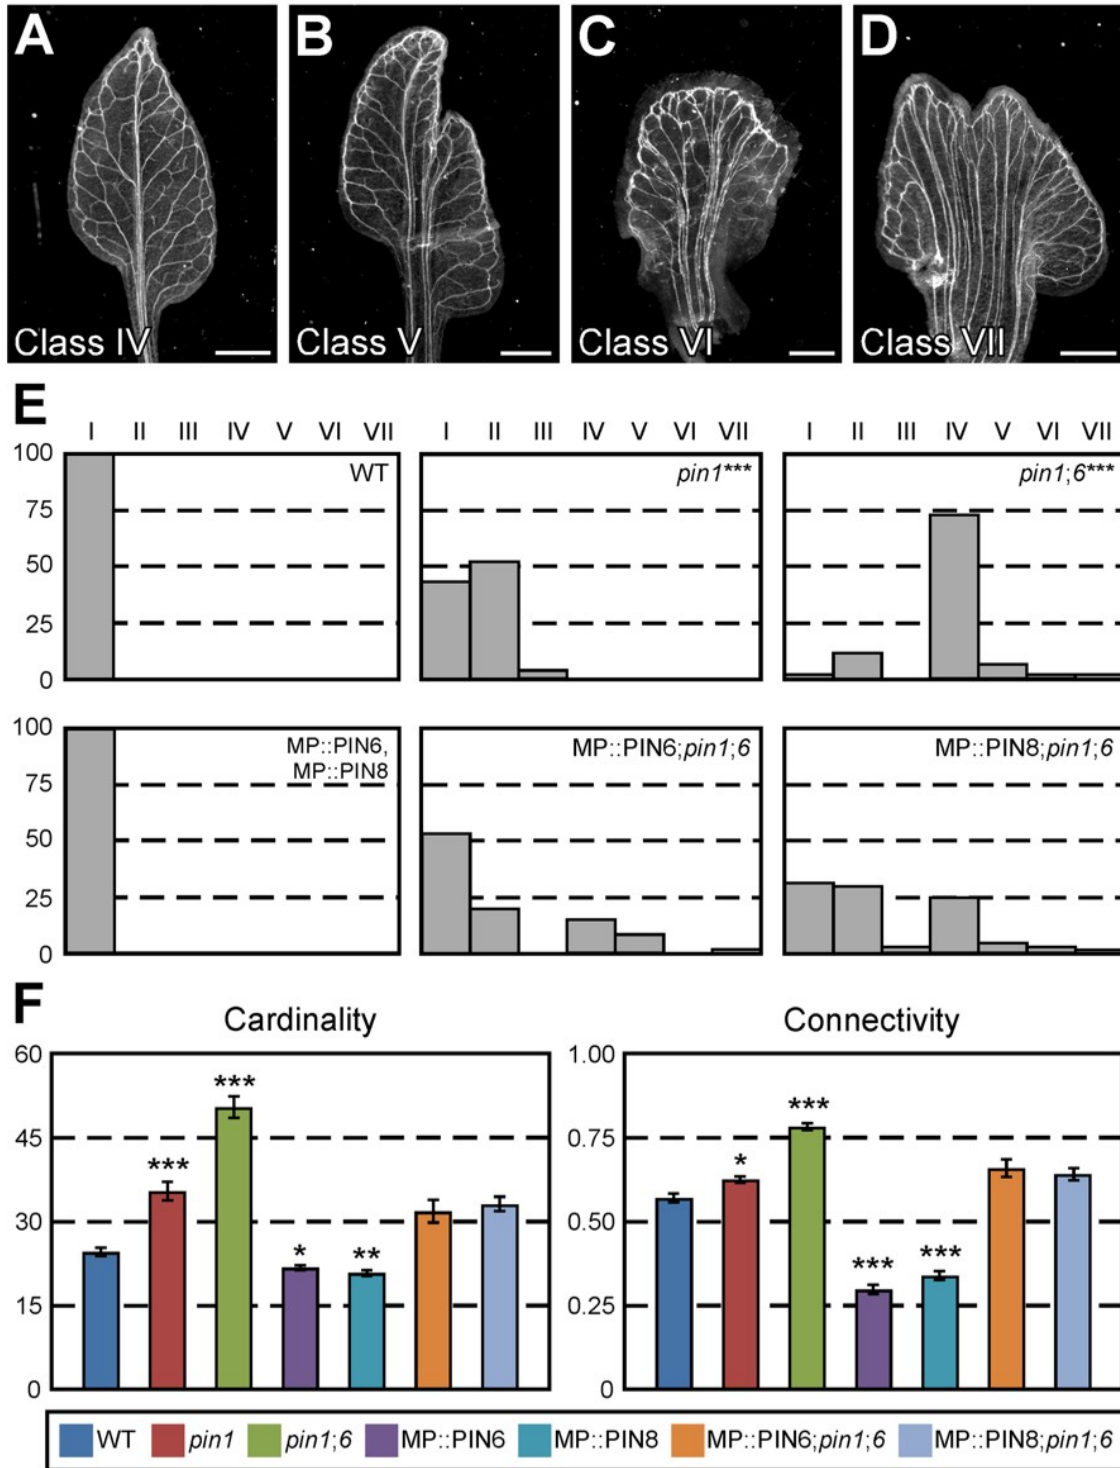 A B C D
Class IV Class V Class VI Class VII
E
I II III IV V VI VII I II III IV V VI VII I II III IV V VI VII
100
75
50
25
0
WT
pin1***
pin1;6***
100
75
50
25
0
MP::PIN6,
MP::PIN8
MP::PIN6;pin1;6
MP::PIN8;pin1;6
F
Cardinality
60
45
30
15
0
*** *** * **
Connectivity
1.00
0.75
0.50
0.25
0
* *** *** ***
WT pin1 pin1;6 MP::PIN6 MP::PIN8 MP::PIN6;pin1;6 MP::PIN8;pin1;6